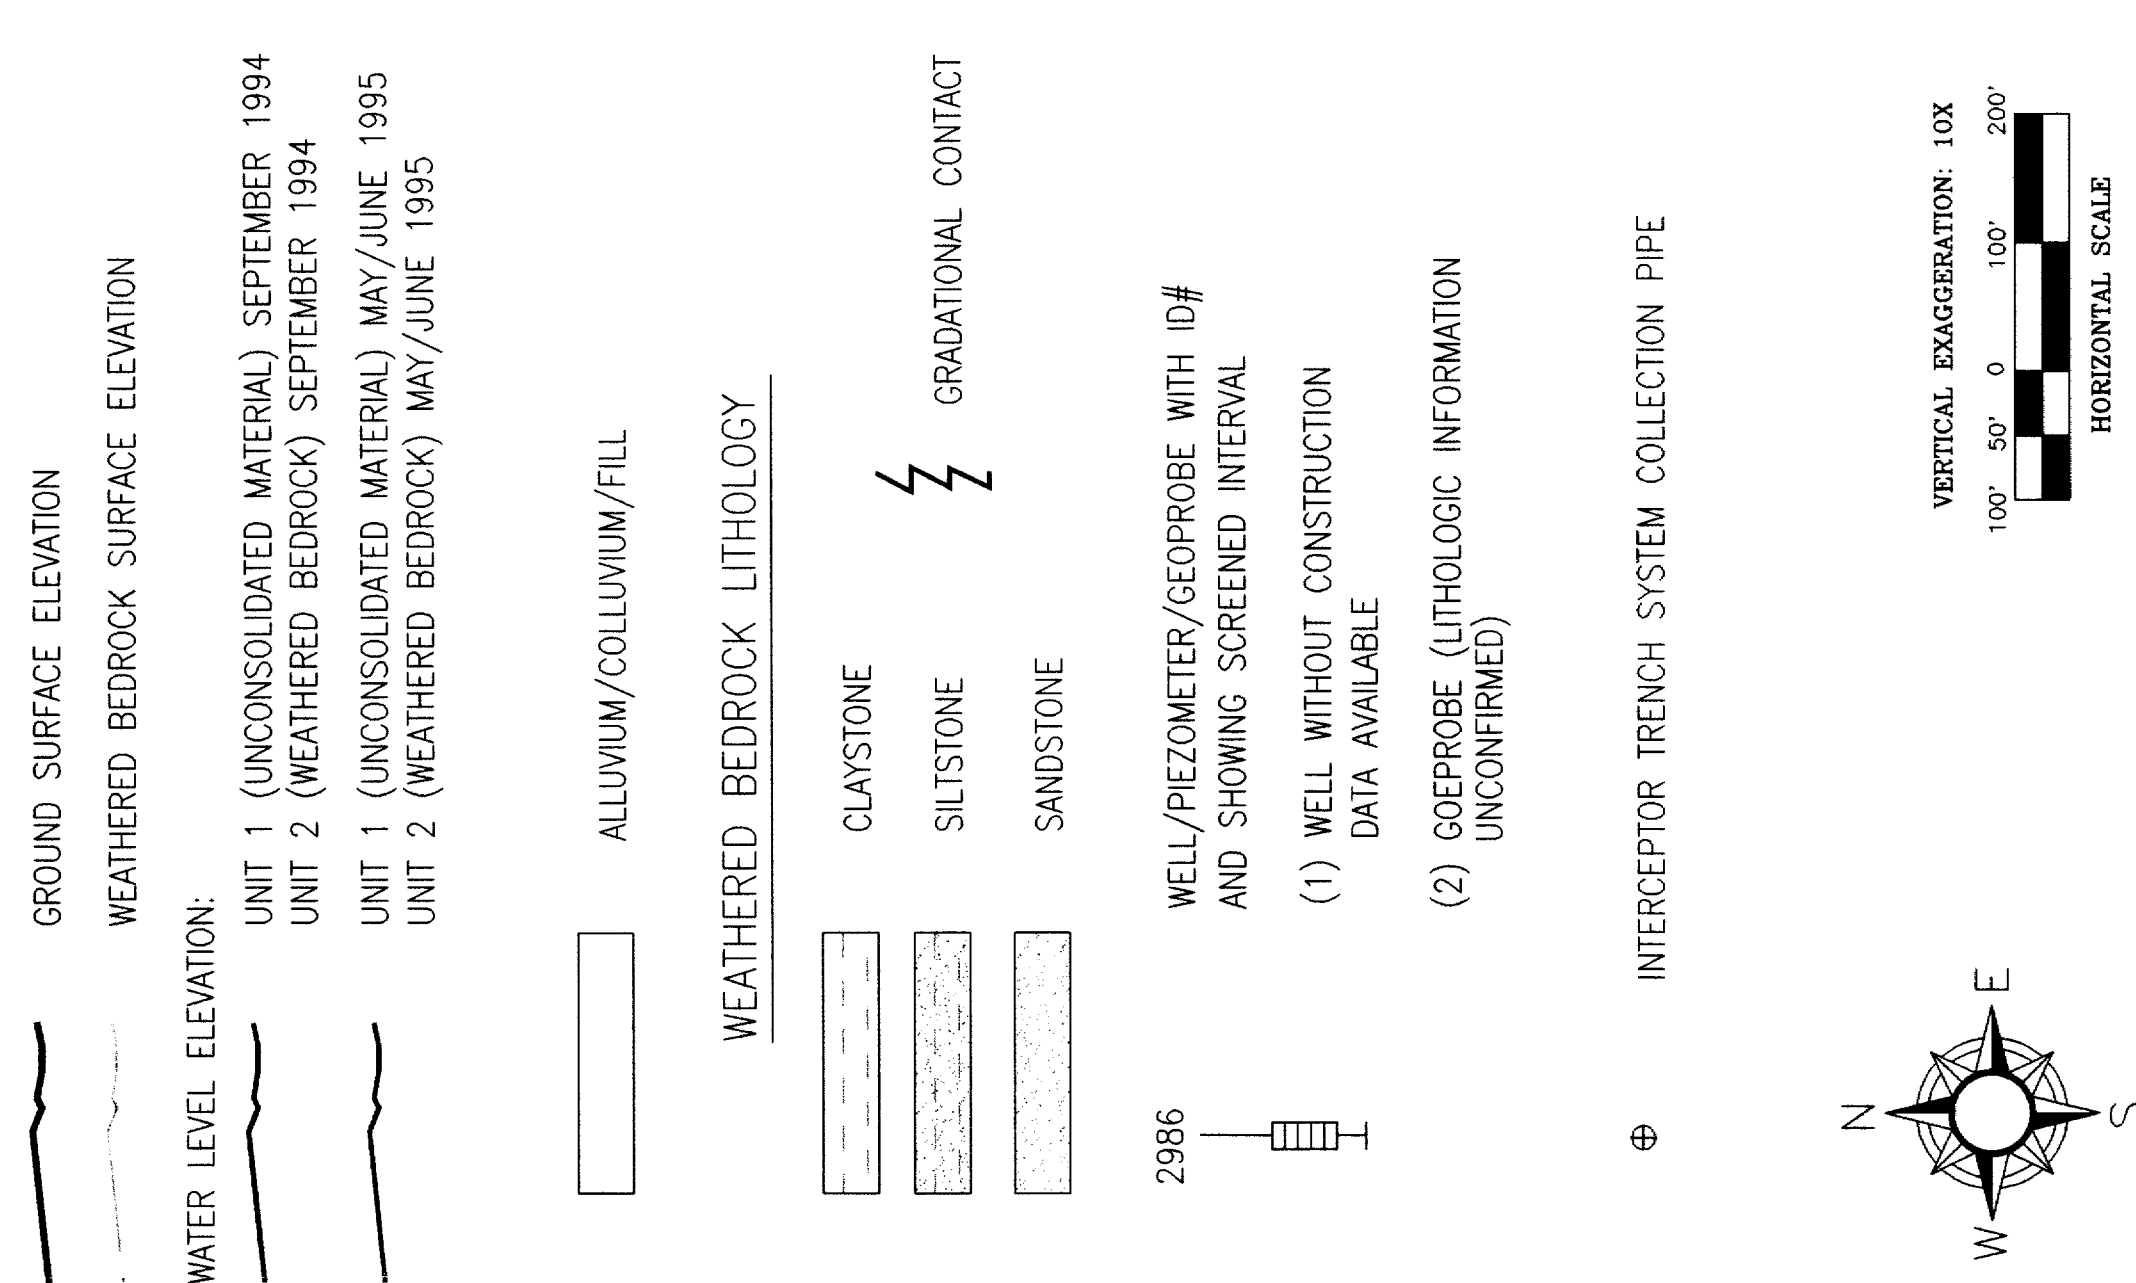 GROUND SURFACE ELEVATION
WEATHERED BEDROCK SURFACE ELEVATION
WATER LEVEL ELEVATION:
UNIT 1 (UNCONSOLIDATED MATERIAL) SEPTEMBER 1994
UNIT 2 (WEATHERED BEDROCK) SEPTEMBER 1994
UNIT 1 (UNCONSOLIDATED MATERIAL) MAY/JUNE 1995
UNIT 2 (WEATHERED BEDROCK) MAY/JUNE 1995
ALLUVIUM/COLLUVIUM/FILL
WEATHERED BEDROCK LITHOLOGY
CLAYSTONE
SILTSTONE
GRADATIONAL CONTACT
SANDSTONE
2986
WELL/PIEZOMETER/GEOPROBE WITH ID#
AND SHOWING SCREENED INTERVAL
(1) WELL WITHOUT CONSTRUCTION
DATA AVAILABLE
(2) GOEPROBE (LITHOLOGIC INFORMATION
UNCONFIRMED)
INTERCEPTOR TRENCH SYSTEM COLLECTION PIPE
N
W E
S
VERTICAL EXAGGERATION: 10X
100' 50' 0 100' 200'
HORIZONTAL SCALE